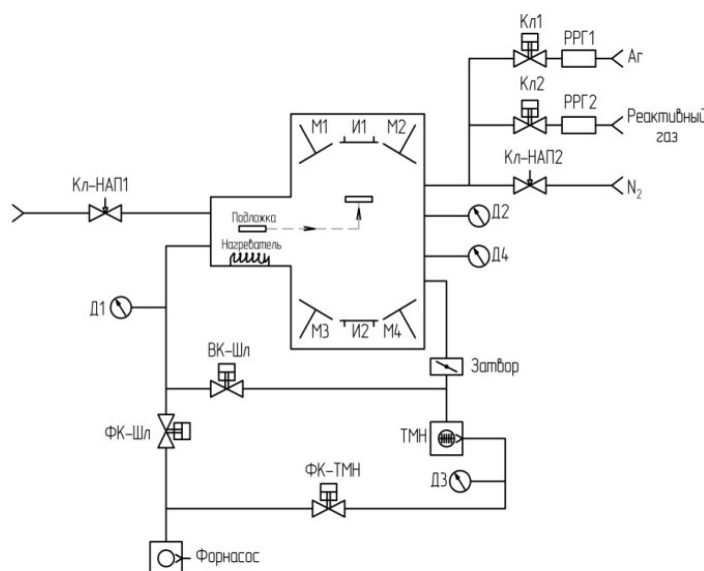 Кл1
РРГ1
Ar
Кл2
РРГ2
Реактивный
газ
М1
И1
М2
Кл-НАП1
Кл-НАП2
N₂
Подложка
Д2
Нагреватель
Д4
Д1
М3
И2
М4
ВК-Шл
Затвор
ФК-Шл
ТМН
ФК-ТМН
Д3
Форнасос